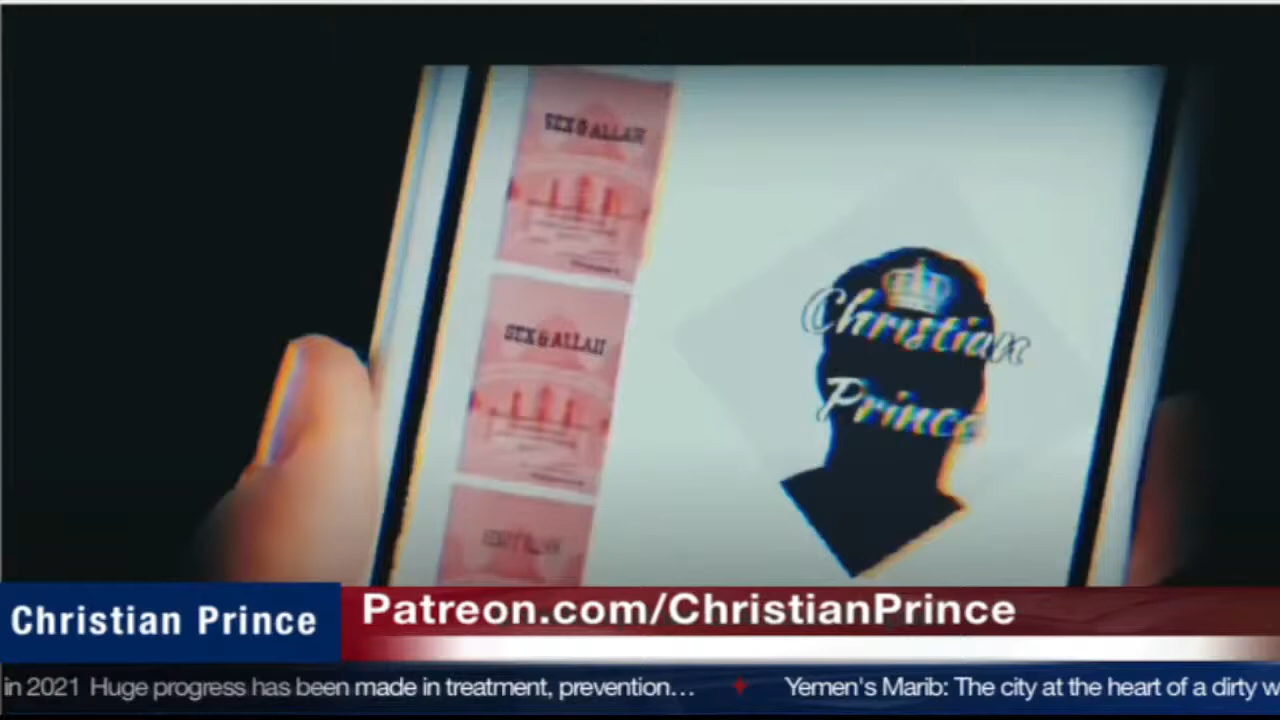 SEX & ALLAH
SEX & ALLAH
Christian
Prince
Christian Prince
Patreon.com/ChristianPrince
in 2021 Huge progress has been made in treatment, prevention… Yemen's Marib: The city at the heart of a dirty w